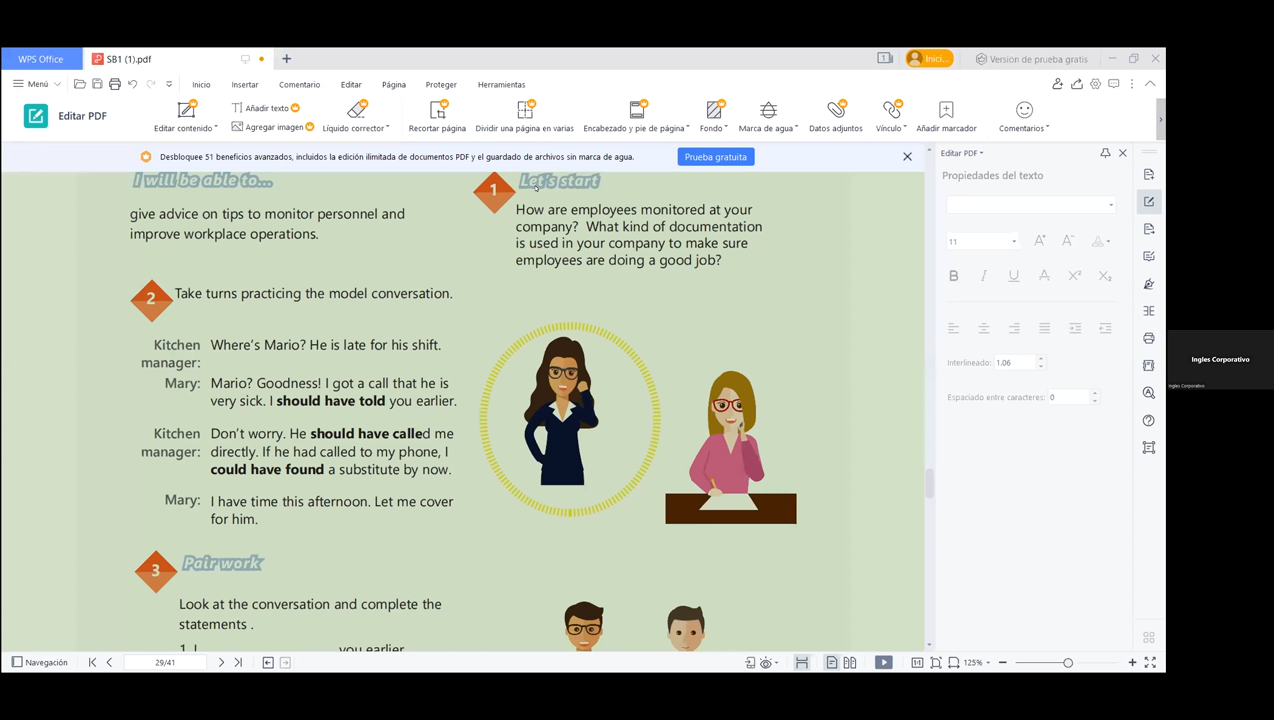 WPS Office
SB1 (1).pdf
Inici...
Versión de prueba gratis
Menú
Inicio
Insertar
Comentario
Editar
Página
Proteger
Herramientas
Editar PDF
Editar contenido
Añadir texto
Agregar imagen
Líquido corrector
Recortar página
Dividir una página en varias
Encabezado y pie de página
Fondo
Marca de agua
Datos adjuntos
Vínculo
Añadir marcador
Comentarios
Desbloquee 51 beneficios avanzados, incluidos la edición ilimitada de documentos PDF y el guardado de archivos sin marca de agua.
Prueba gratuita
I will be able to...
give advice on tips to monitor personnel and
improve workplace operations.
1
Let's start
How are employees monitored at your
company? What kind of documentation
is used in your company to make sure
employees are doing a good job?
2
Take turns practicing the model conversation.
Kitchen manager: Where's Mario? He is late for his shift.
Mary: Mario? Goodness! I got a call that he is
very sick. I should have told you earlier.
Kitchen manager: Don't worry. He should have called me
directly. If he had called to my phone, I
could have found a substitute by now.
Mary: I have time this afternoon. Let me cover
for him.
3
Pair work
Look at the conversation and complete the
statements .
1. I you earlier
Editar PDF
Propiedades del texto
11
B I U A X² X₂
Interlineado: 1.06
Espaciado entre caracteres: 0
Ingles Corporativo
Ingles Corporativo
Navegación
29/41
125%